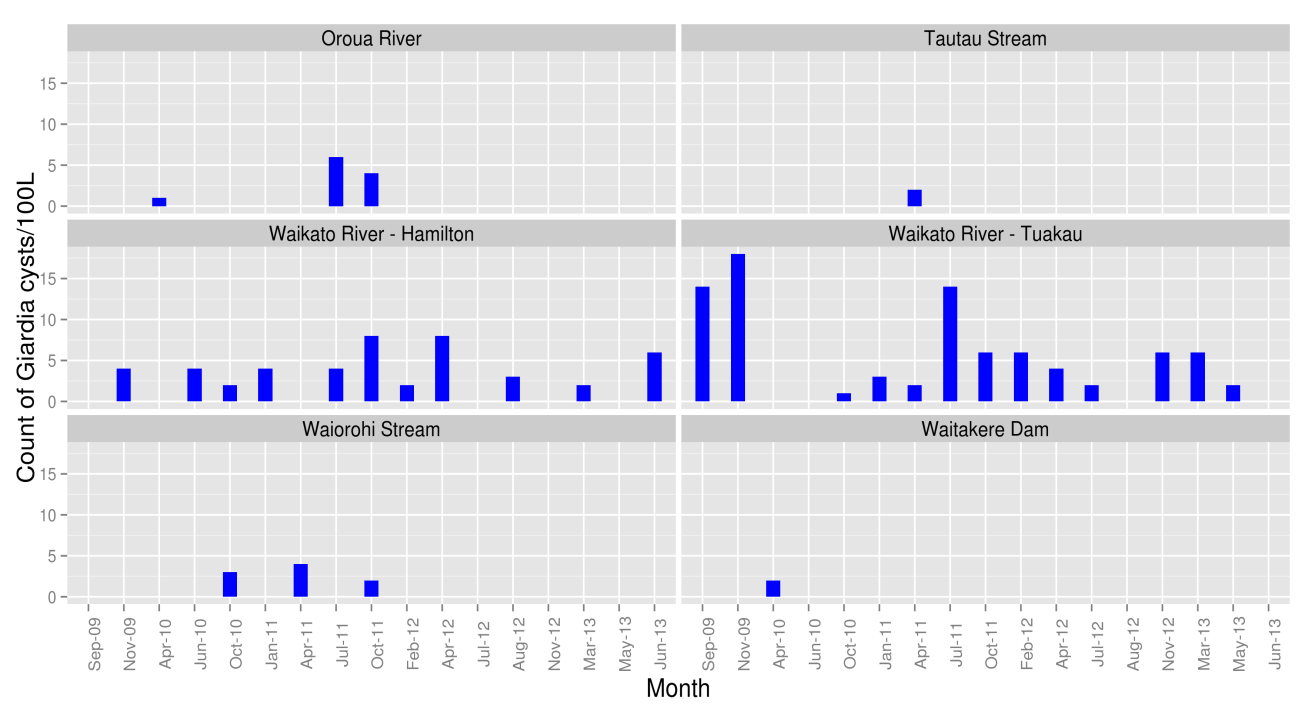 Oroua River
Tautau Stream
15
10
5
0
Waikato River - Hamilton
Waikato River - Tuakau
15
10
5
0
Waiorohi Stream
Waitakere Dam
15
10
5
0
Count of Giardia cysts/100L
Sep-09 Nov-09 Apr-10 Jun-10 Oct-10 Jan-11 Apr-11 Jul-11 Oct-11 Feb-12 Apr-12 Jul-12 Aug-12 Nov-12 Mar-13 May-13 Jun-13
Sep-09 Nov-09 Apr-10 Jun-10 Oct-10 Jan-11 Apr-11 Jul-11 Oct-11 Feb-12 Apr-12 Jul-12 Aug-12 Nov-12 Mar-13 May-13 Jun-13
Month